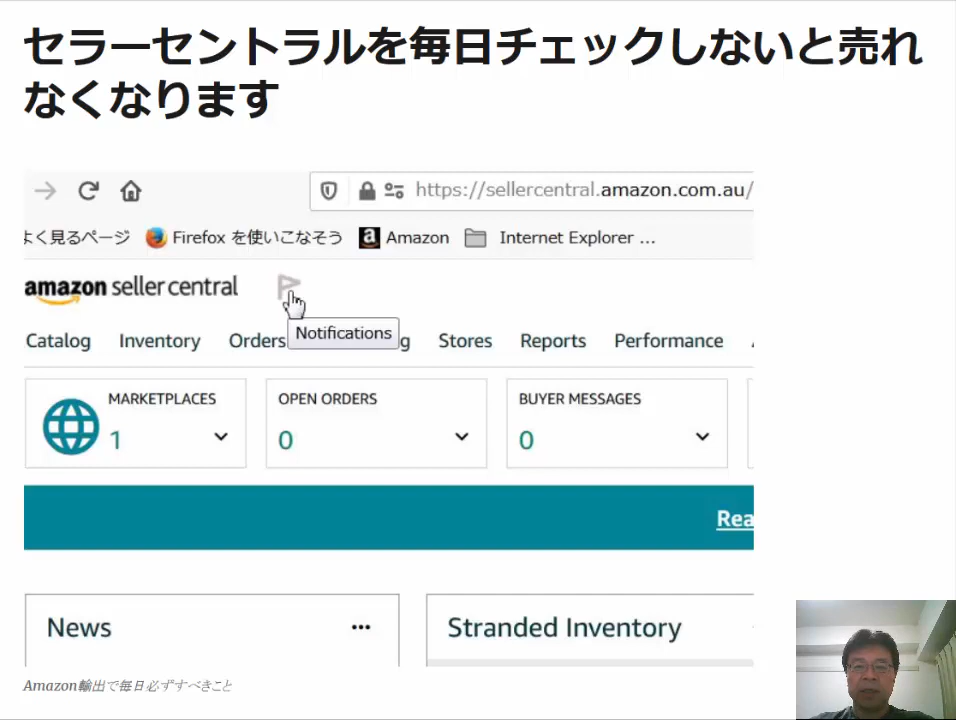 セラーセントラルを毎日チェックしないと売れ
なくなります
https://sellercentral.amazon.com.au/
よく見るページ Firefox を使いこなそう a Amazon Internet Explorer ...
amazon seller central
Notifications
Catalog Inventory Orders g Stores Reports Performance
MARKETPLACES OPEN ORDERS BUYER MESSAGES
1 0 0
Rea
News ... Stranded Inventory
Amazon輸出で毎日必ずすべきこと